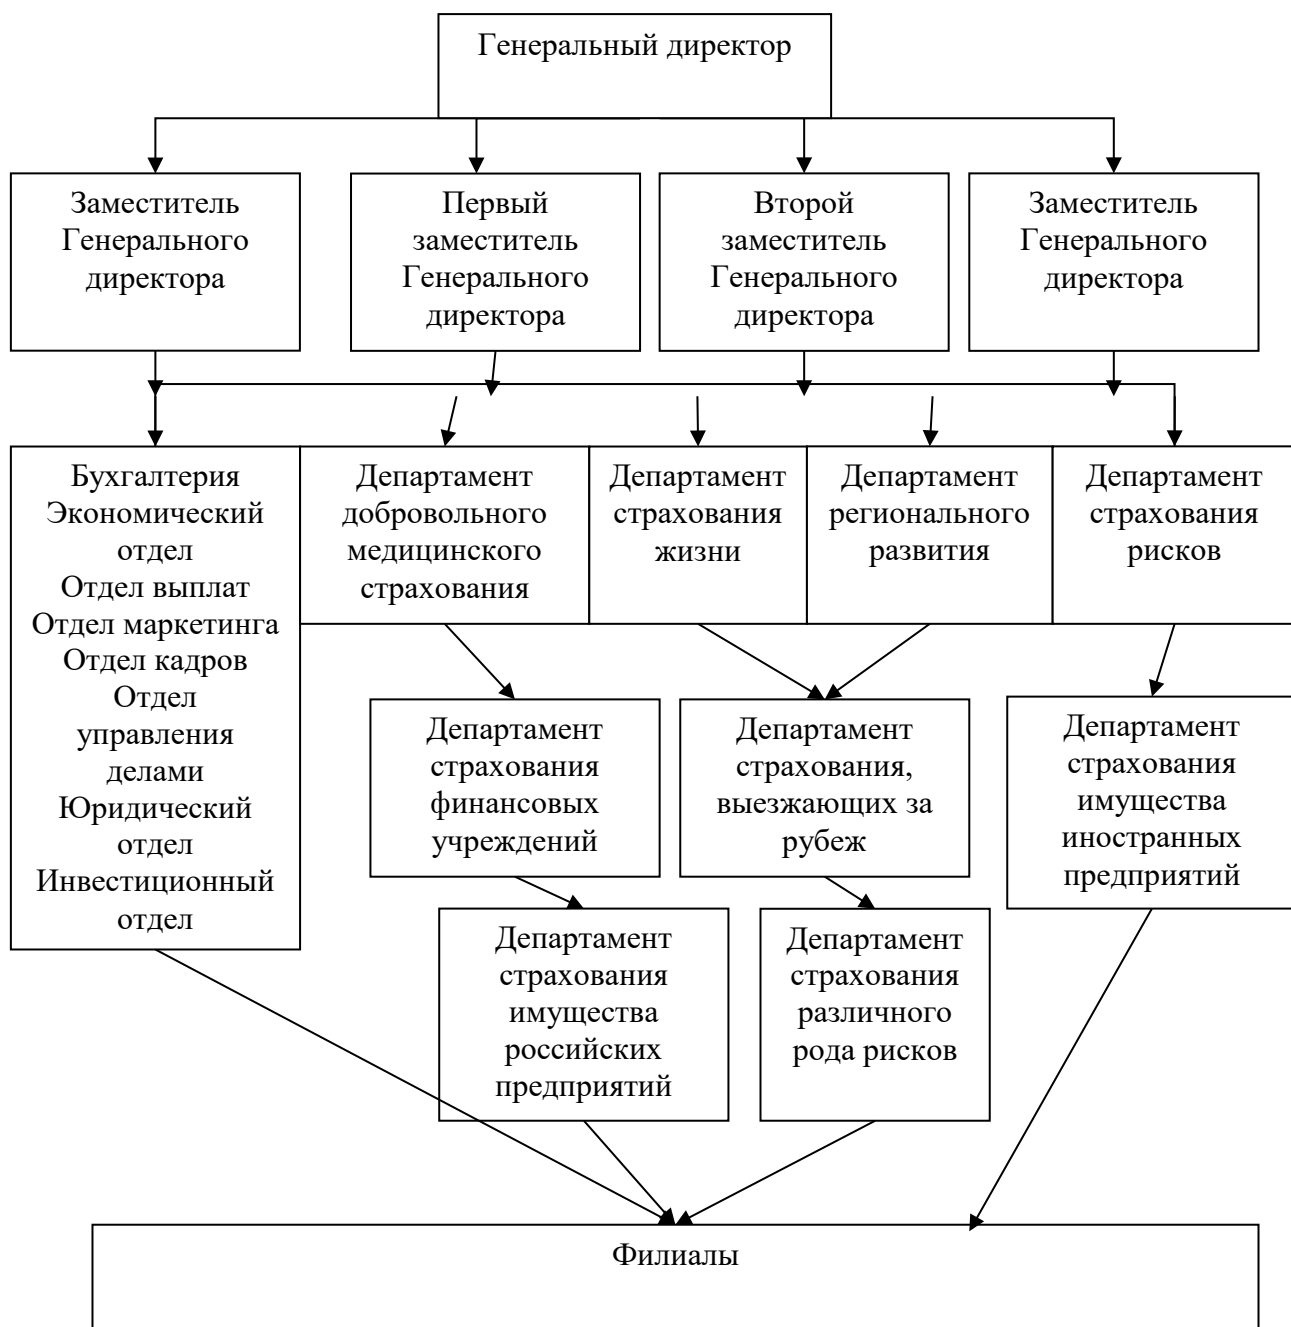 Генеральный директор
Заместитель
Генерального
директора
Первый
заместитель
Генерального
директора
Второй
заместитель
Генерального
директора
Заместитель
Генерального
директора
Бухгалтерия
Экономический
отдел
Отдел выплат
Отдел маркетинга
Отдел кадров
Отдел
управления
делами
Юридический
отдел
Инвестиционный
отдел
Департамент
добровольного
медицинского
страхования
Департамент
страхования
жизни
Департамент
регионального
развития
Департамент
страхования
рисков
Департамент
страхования
финансовых
учреждений
Департамент
страхования,
выезжающих за
рубеж
Департамент
страхования
имущества
иностранных
предприятий
Департамент
страхования
имущества
российских
предприятий
Департамент
страхования
различного
рода рисков
Филиалы